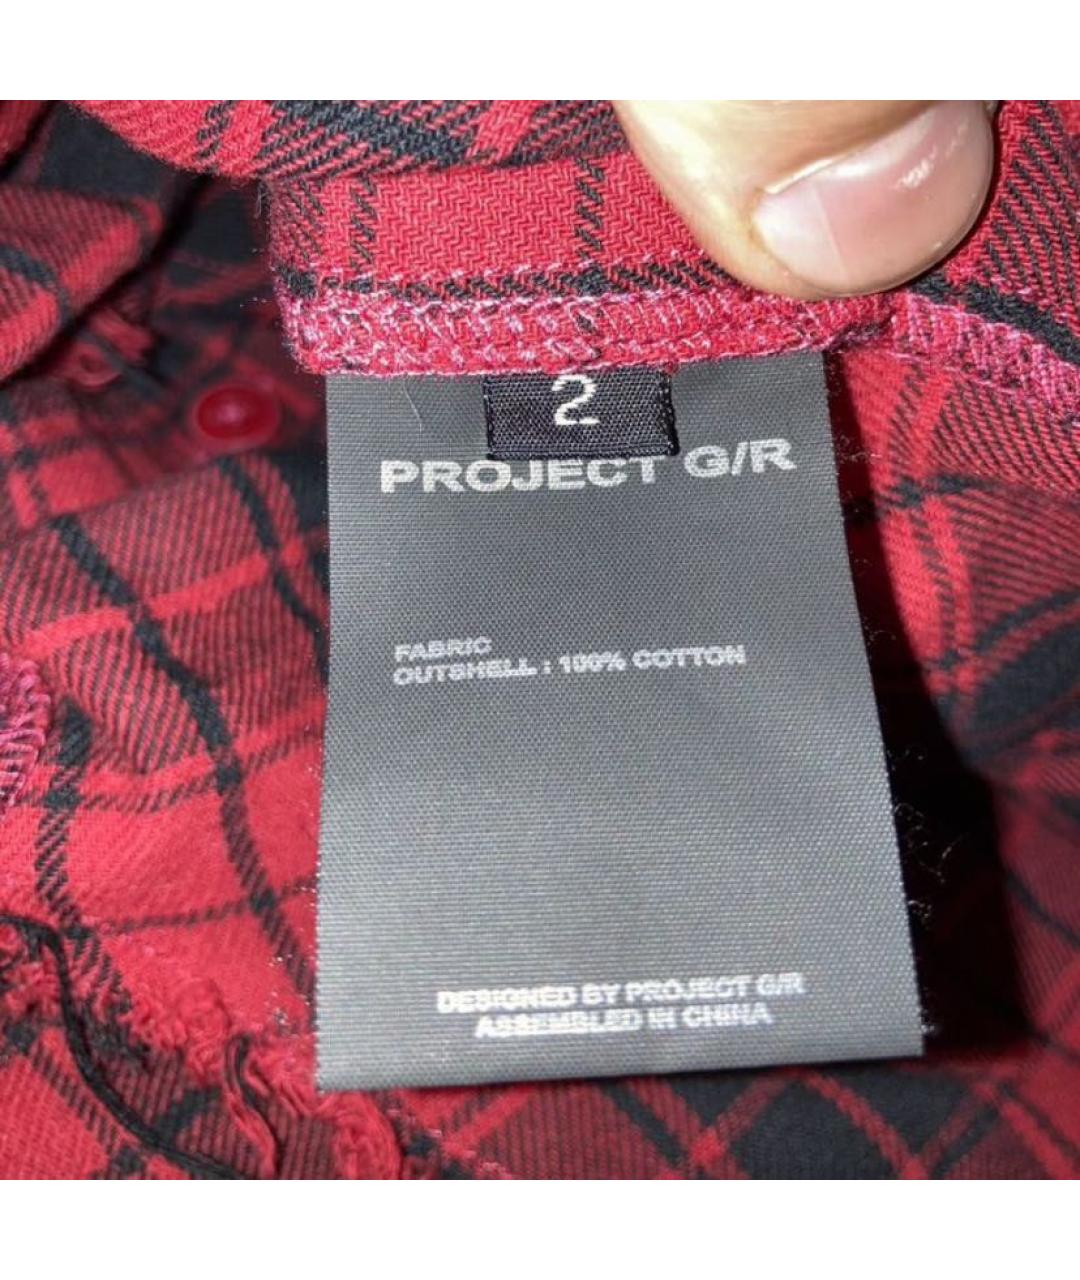 2
PROJECT G/R
FABRIC
OUTSHELL : 100% COTTON
DESIGNED BY PROJECT G/R
ASSEMBLED IN CHINA